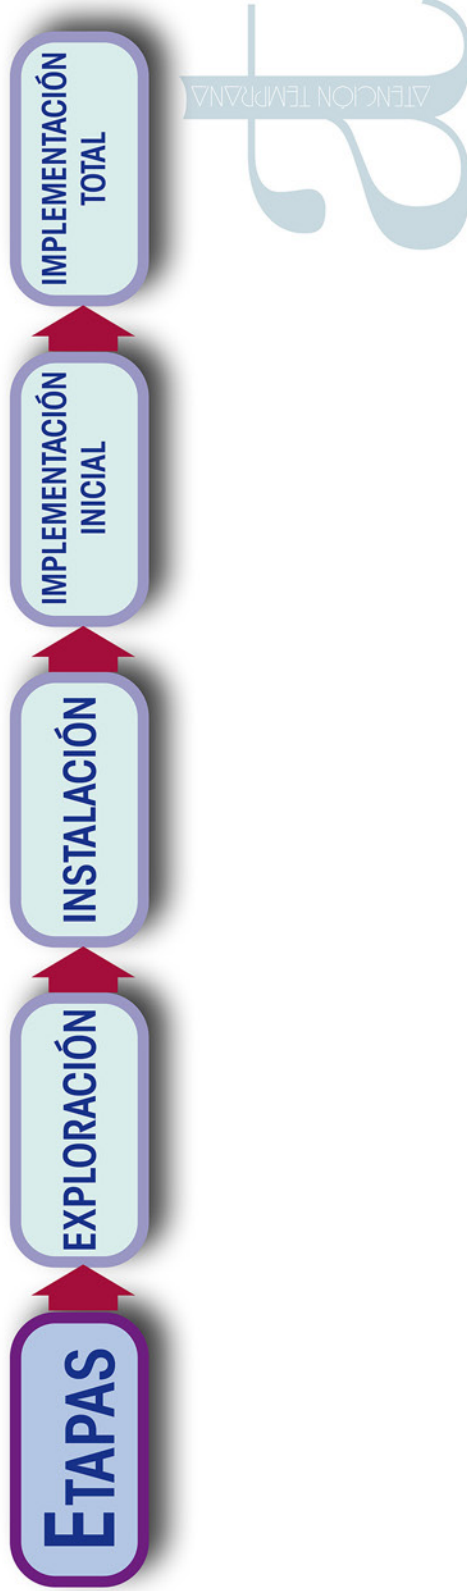 ETAPAS
EXPLORACIÓN
INSTALACIÓN
IMPLEMENTACIÓN
INICIAL
IMPLEMENTACIÓN
TOTAL
ATENCIÓN TEMPRANA